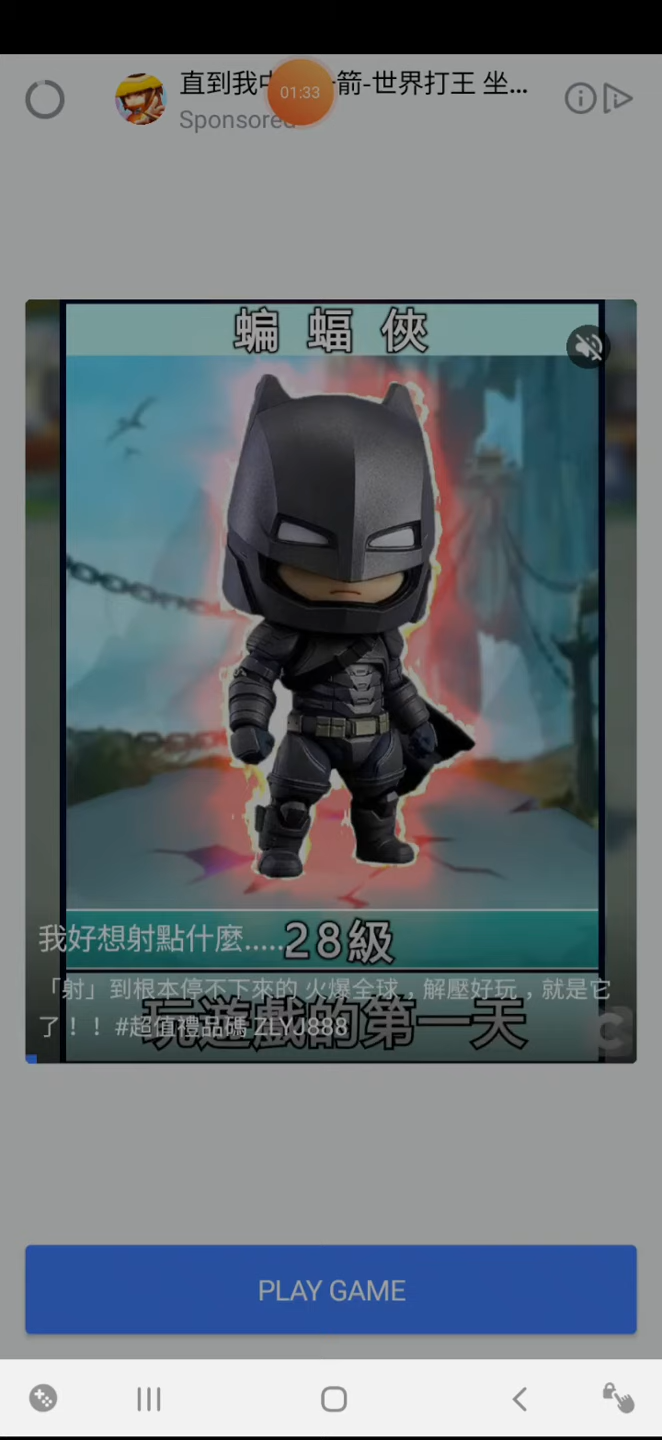 直到我中 箭-世界打王 坐...
01:33
Sponsored
蝙蝠俠
我好想射點什麼.....
28級
「射」到根本停不下來的 火爆全球，解壓好玩，就是它
了！！ #超值禮品碼 ZLYJ888
玩遊戲的第一天
PLAY GAME